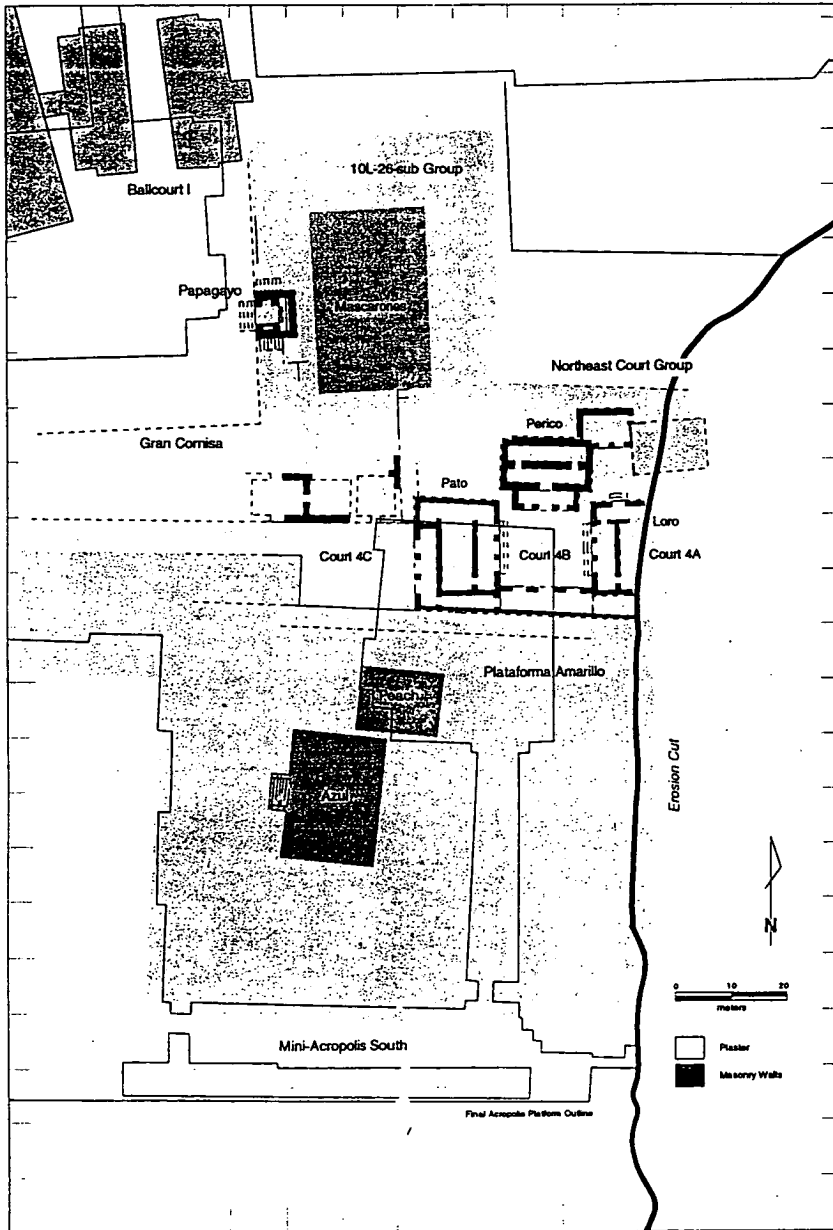 Ballcourt I
10L-26-sub Group
Papagayo
Mascarones
Northeast Court Group
Gran Cornisa
Perico
Pato
Loro
Court 4C
Court 4B
Court 4A
Plataforma Amarillo
Azul
Erosion Cut
N
0 10 20
meters
Plaster
Masonry Walls
Mini-Acropolis South
Final Acropolis Platform Outline